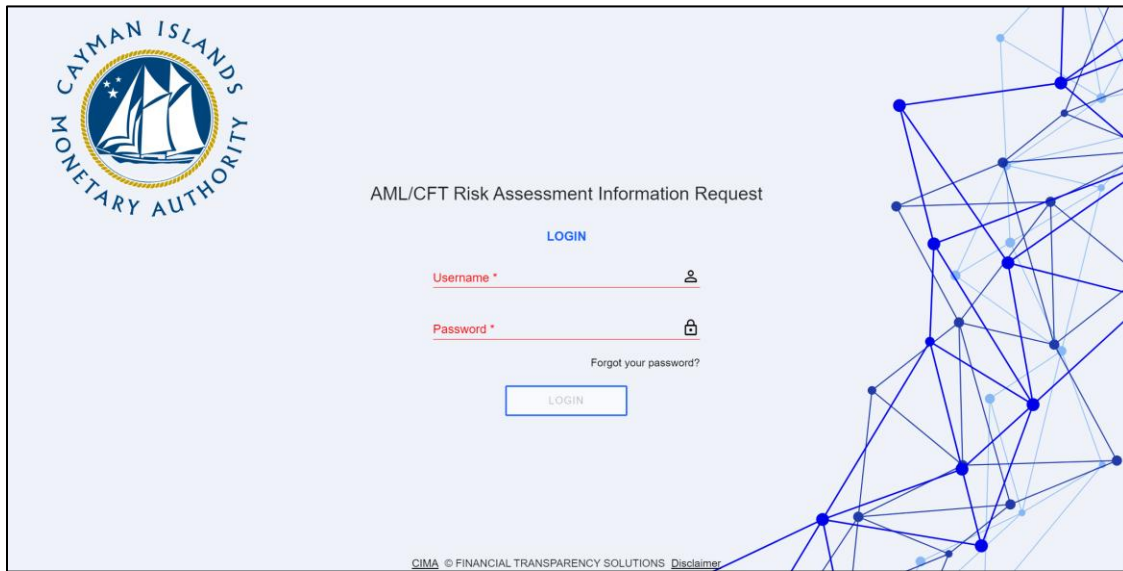 CAYMAN ISLANDS
MONETARY AUTHORITY
AML/CFT Risk Assessment Information Request
LOGIN
Username *
Password *
Forgot your password?
LOGIN
CIMA © FINANCIAL TRANSPARENCY SOLUTIONS Disclaimer